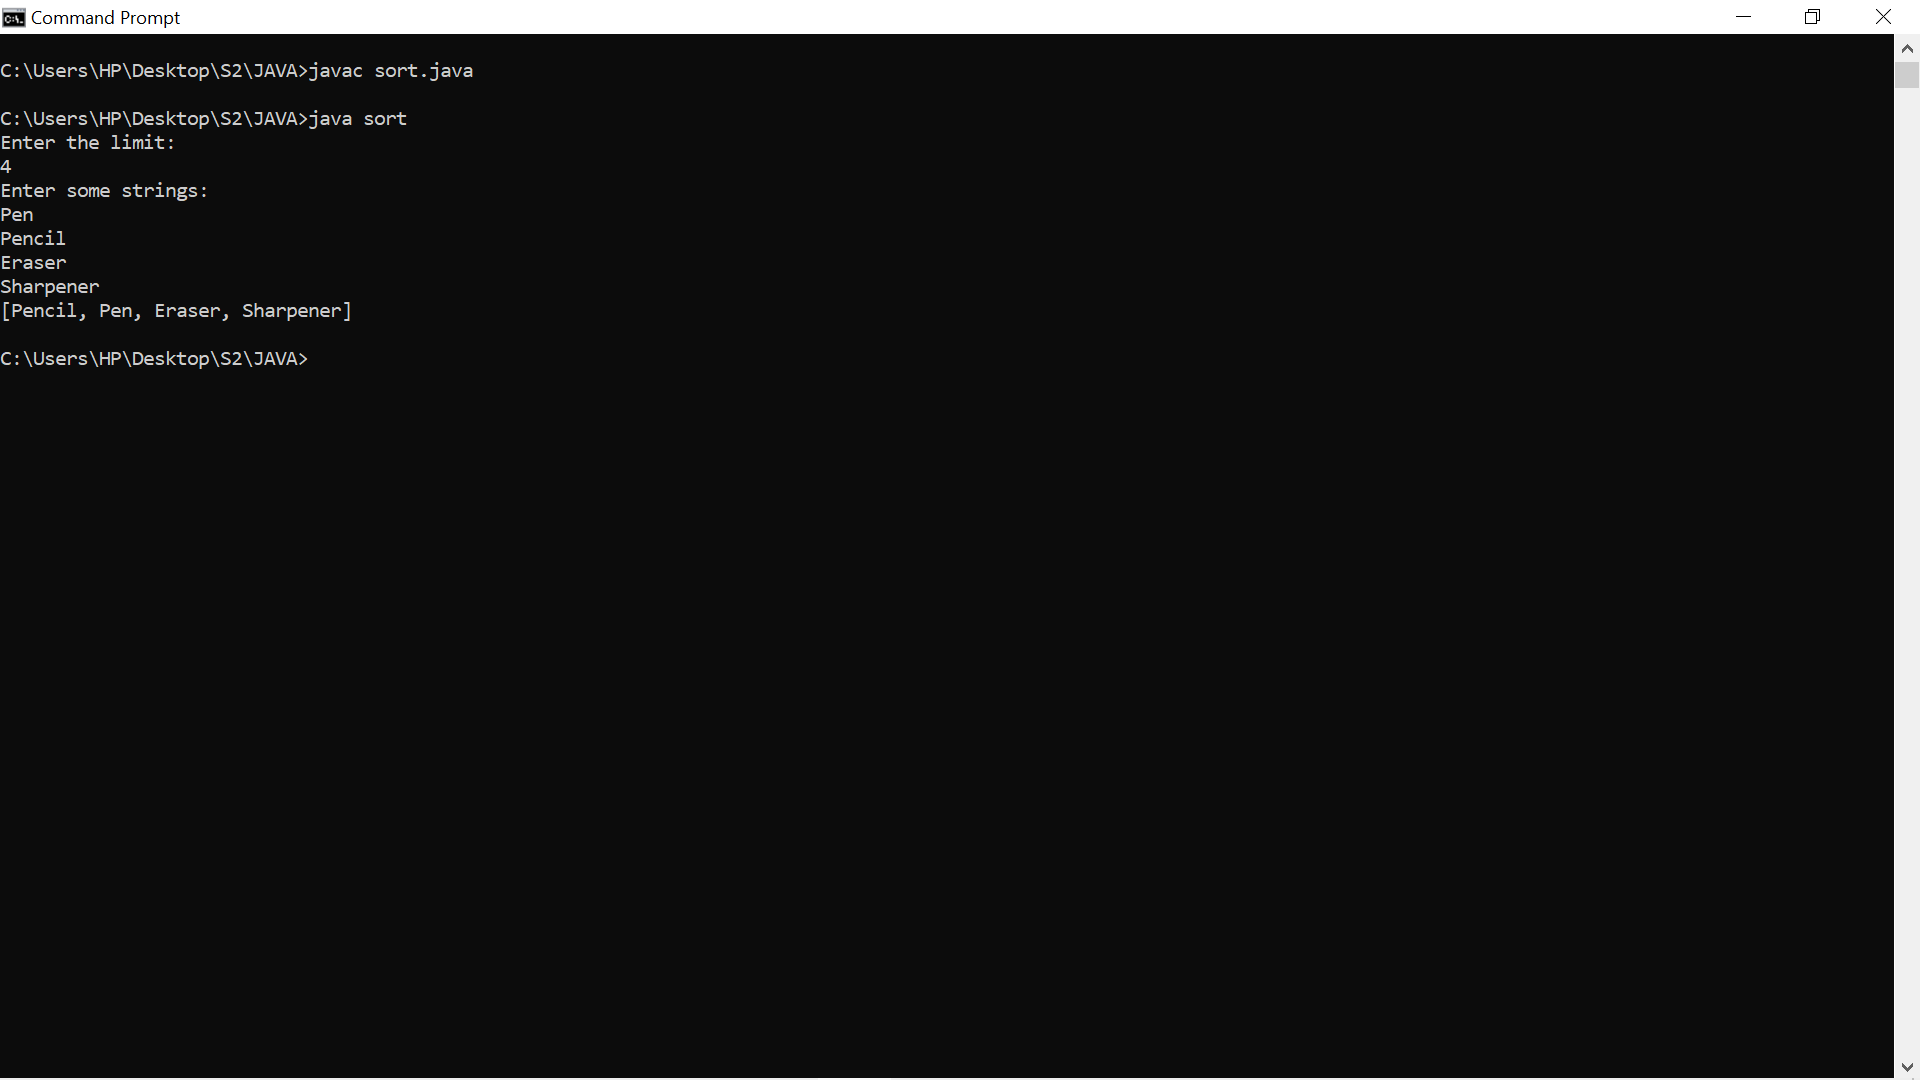 Command Prompt
C:\Users\HP\Desktop\S2\JAVA>javac sort.java
C:\Users\HP\Desktop\S2\JAVA>java sort
Enter the limit:
4
Enter some strings:
Pen
Pencil
Eraser
Sharpener
[Pencil, Pen, Eraser, Sharpener]
C:\Users\HP\Desktop\S2\JAVA>